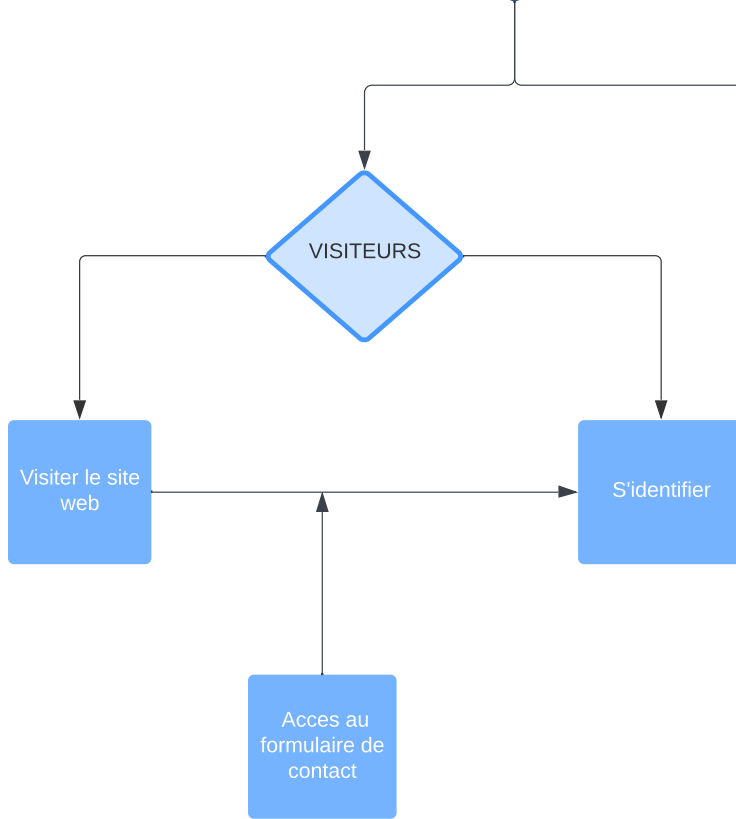 VISITEURS
Visiter le site
web
S'identifier
Acces au
formulaire de
contact